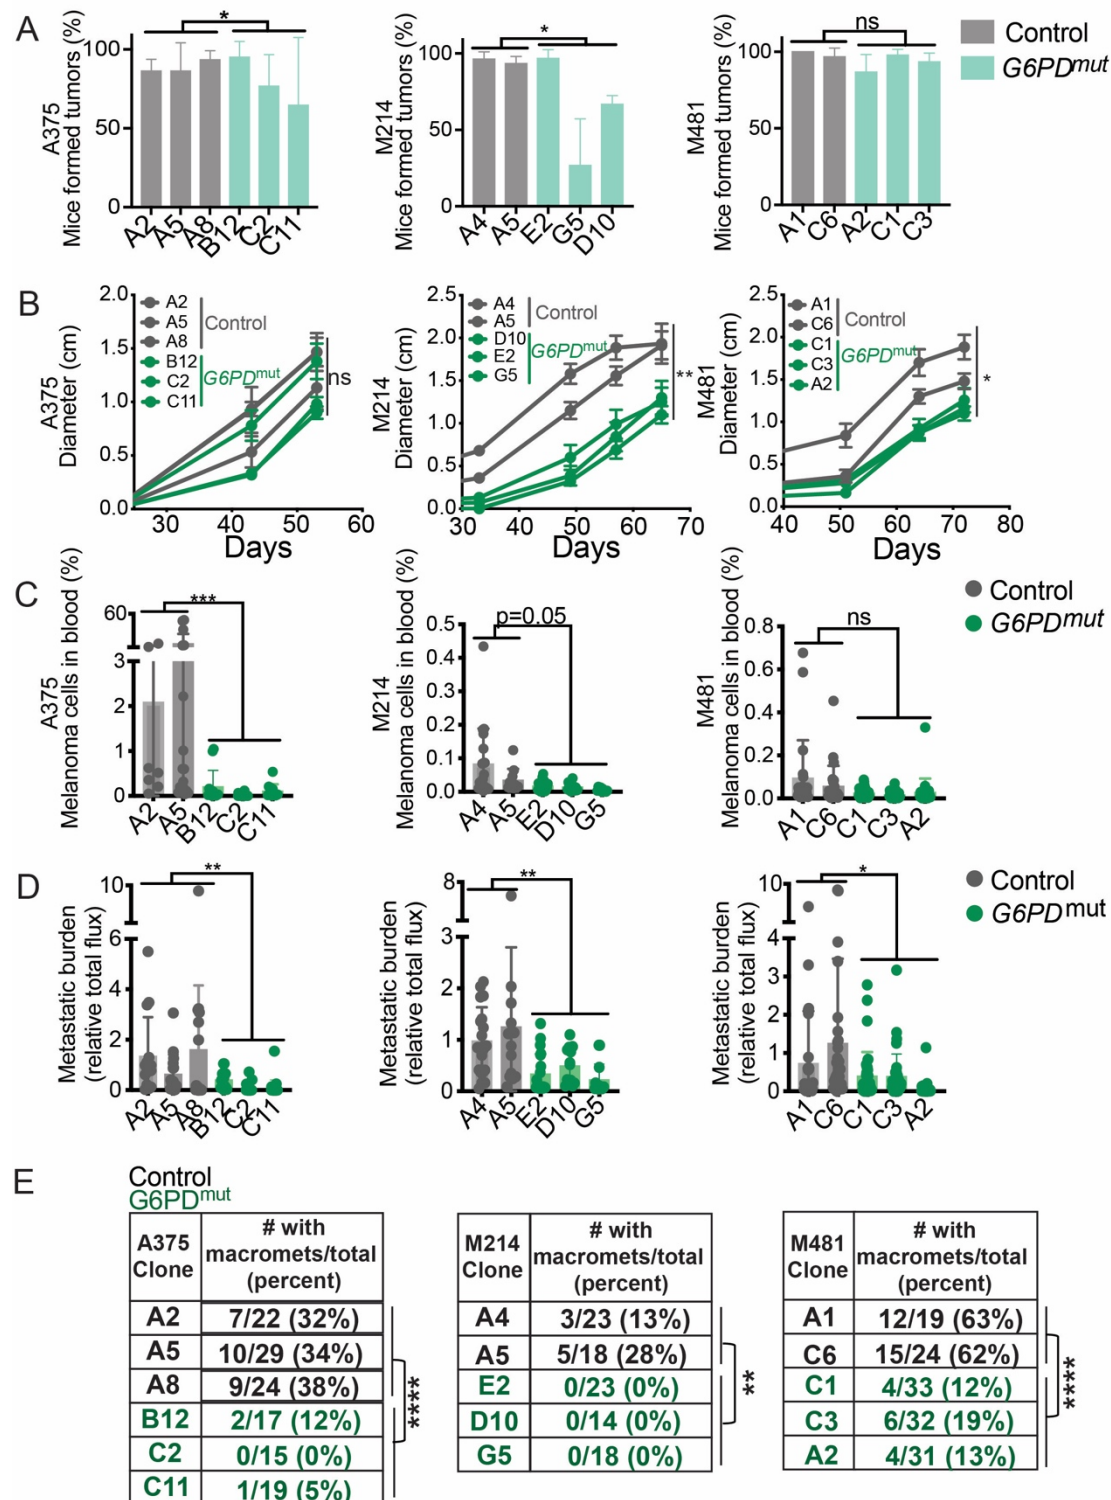 A
A375
Mice formed tumors (%)
100
50
0
*
A2
A5
A8
B12
C2
C11
M214
Mice formed tumors (%)
100
50
0
*
A4
A5
E2
G5
D10
M481
Mice formed tumors (%)
100
50
0
ns
A1
C6
A2
C1
C3
Control
G6PDmut
B
A375
Diameter (cm)
2.0
1.5
1.0
0.5
0.0
A2
A5
A8
Control
B12
C2
C11
G6PDmut
ns
30 40 50 60
Days
M214
Diameter (cm)
2.5
2.0
1.5
1.0
0.5
0.0
A4
A5
Control
D10
E2
G5
G6PDmut
**
30 40 50 60 70
Days
M481
Diameter (cm)
2.5
2.0
1.5
1.0
0.5
0.0
A1
C6
Control
C1
C3
A2
G6PDmut
*
40 50 60 70 80
Days
C
A375
Melanoma cells in blood (%)
60
3
2
1
0
***
A2
A5
B12
C2
C11
M214
Melanoma cells in blood (%)
0.5
0.4
0.3
0.2
0.1
0.0
p=0.05
A4
A5
E2
D10
G5
M481
Melanoma cells in blood (%)
0.8
0.6
0.4
0.2
0.0
ns
A1
C6
C1
C3
A2
Control
G6PDmut
D
Metastatic burden
(relative total flux)
10
6
4
2
0
**
A2
A5
A8
B12
C2
C11
Metastatic burden
(relative total flux)
8
3
2
1
0
**
A4
A5
E2
D10
G5
Metastatic burden
(relative total flux)
10
4
3
2
1
0
*
A1
C6
C1
C3
A2
Control
G6PDmut
E
Control
G6PDmut
A375
Clone
# with
macromets/total
(percent)
A2 7/22 (32%)
A5 10/29 (34%)
A8 9/24 (38%)
B12 2/17 (12%)
C2 0/15 (0%)
C11 1/19 (5%)
****
M214
Clone
# with
macromets/total
(percent)
A4 3/23 (13%)
A5 5/18 (28%)
E2 0/23 (0%)
D10 0/14 (0%)
G5 0/18 (0%)
**
M481
Clone
# with
macromets/total
(percent)
A1 12/19 (63%)
C6 15/24 (62%)
C1 4/33 (12%)
C3 6/32 (19%)
A2 4/31 (13%)
****